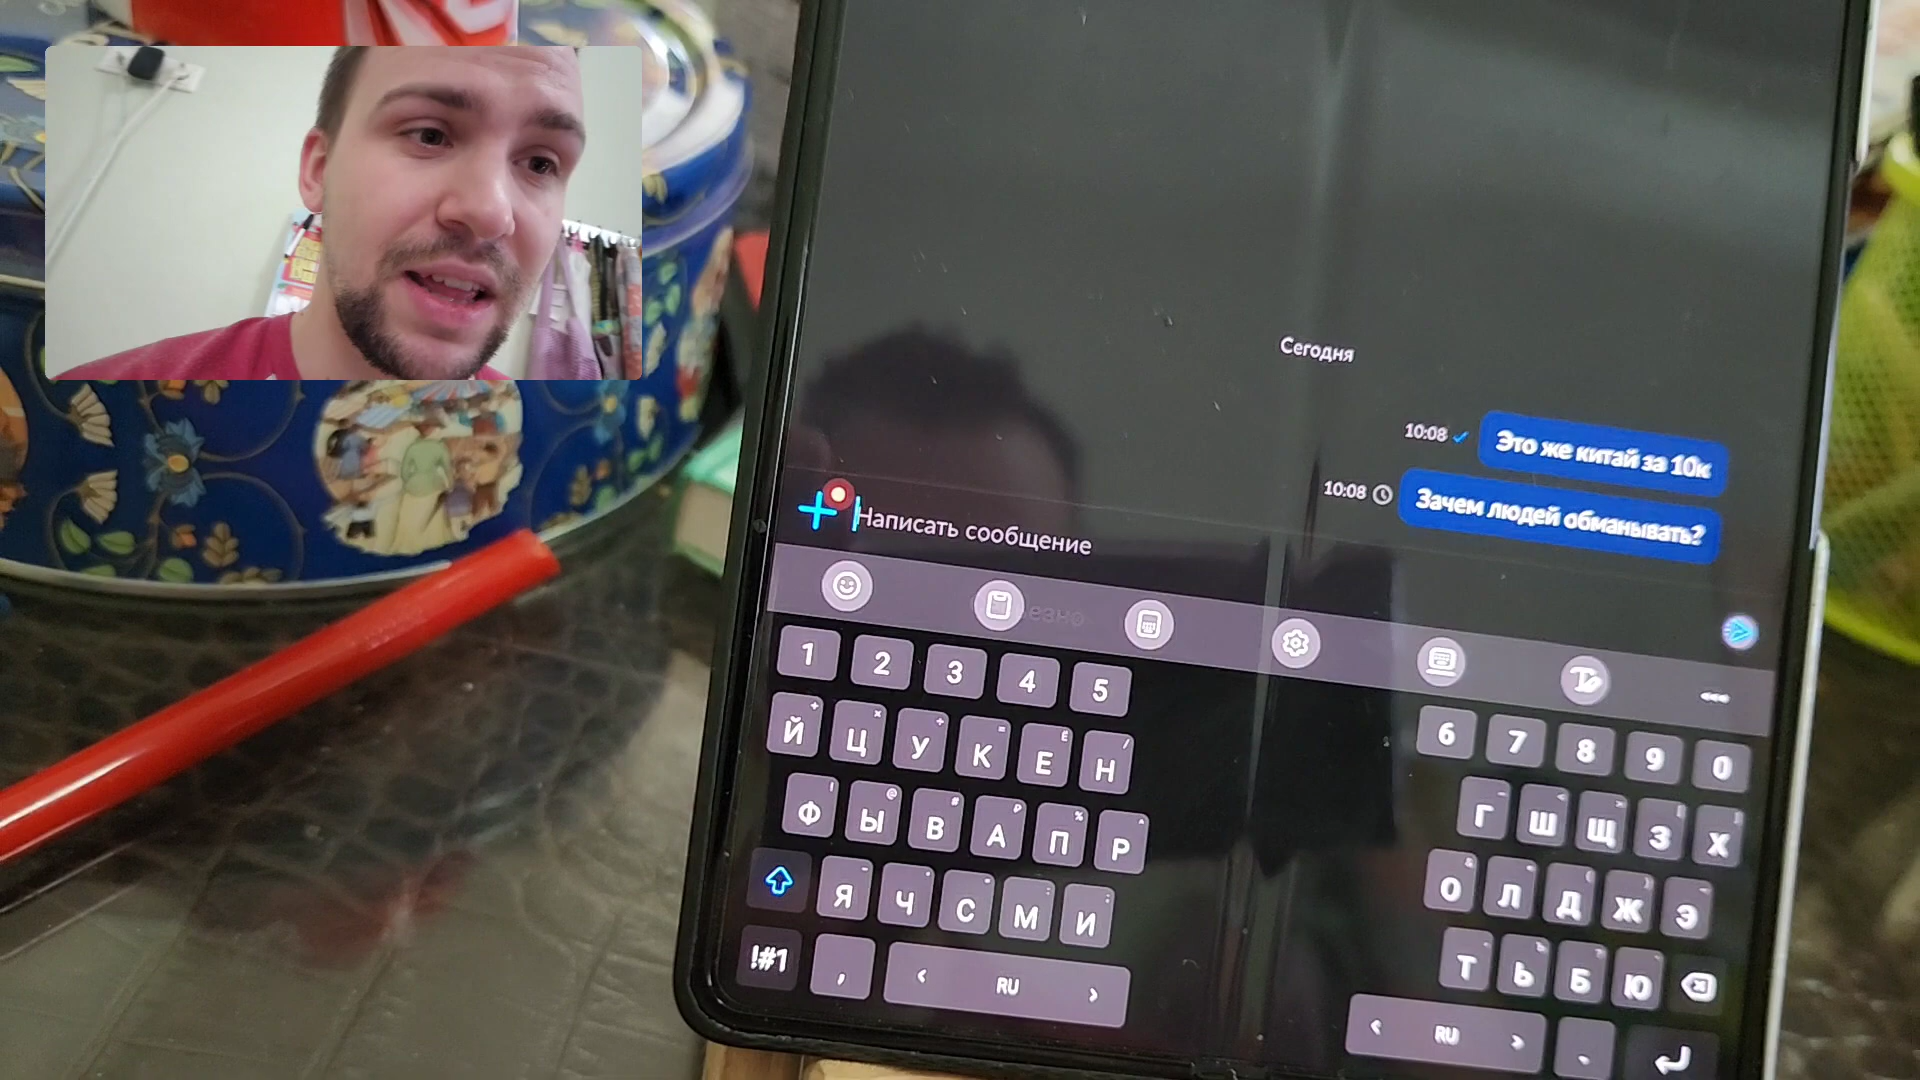 Сегодня
10:08
Это же китай за 10к
10:08
Зачем людей обманывать?
Написать сообщение
1 2 3 4 5
6 7 8 9 0
Й Ц У К Е Н
Г Ш Щ З Х
Ф Ы В А П Р
О Л Д Ж Э
Я Ч С М И
Т Ь Б Ю
!#1 , < RU >
< RU > .